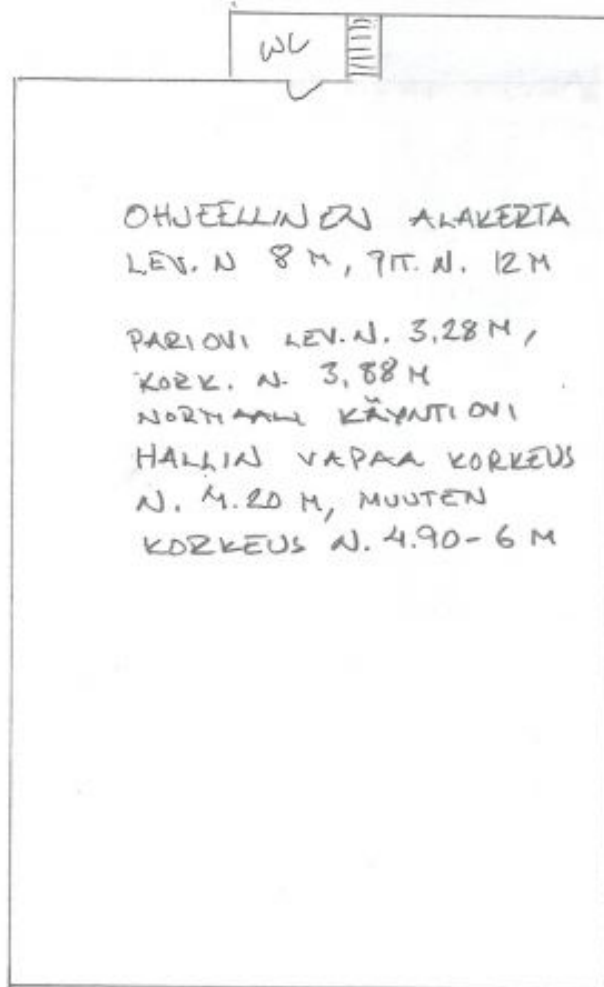 WC
OHJEELLINEN ALAKERTA
LEV. N 8 M, PIT. N. 12 M
PARIOVI LEV. N. 3,28 M,
KORK. N. 3,88 M
NORMAALI KÄYNTIOVI
HALLIN VAPAA KORKEUS
N. 4.20 M, MUUTEN
KORKEUS N. 4.90-6 M